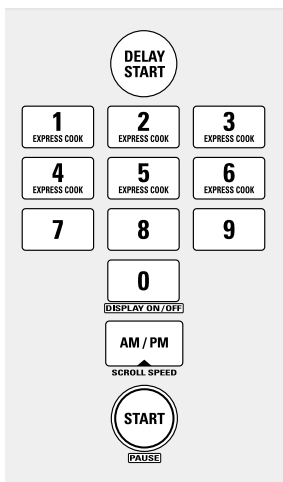 DELAY
START
1 2 3
EXPRESS COOK EXPRESS COOK EXPRESS COOK
4 5 6
EXPRESS COOK EXPRESS COOK EXPRESS COOK
7 8 9
0
DISPLAY ON/OFF
AM / PM
SCROLL SPEED
START
PAUSE